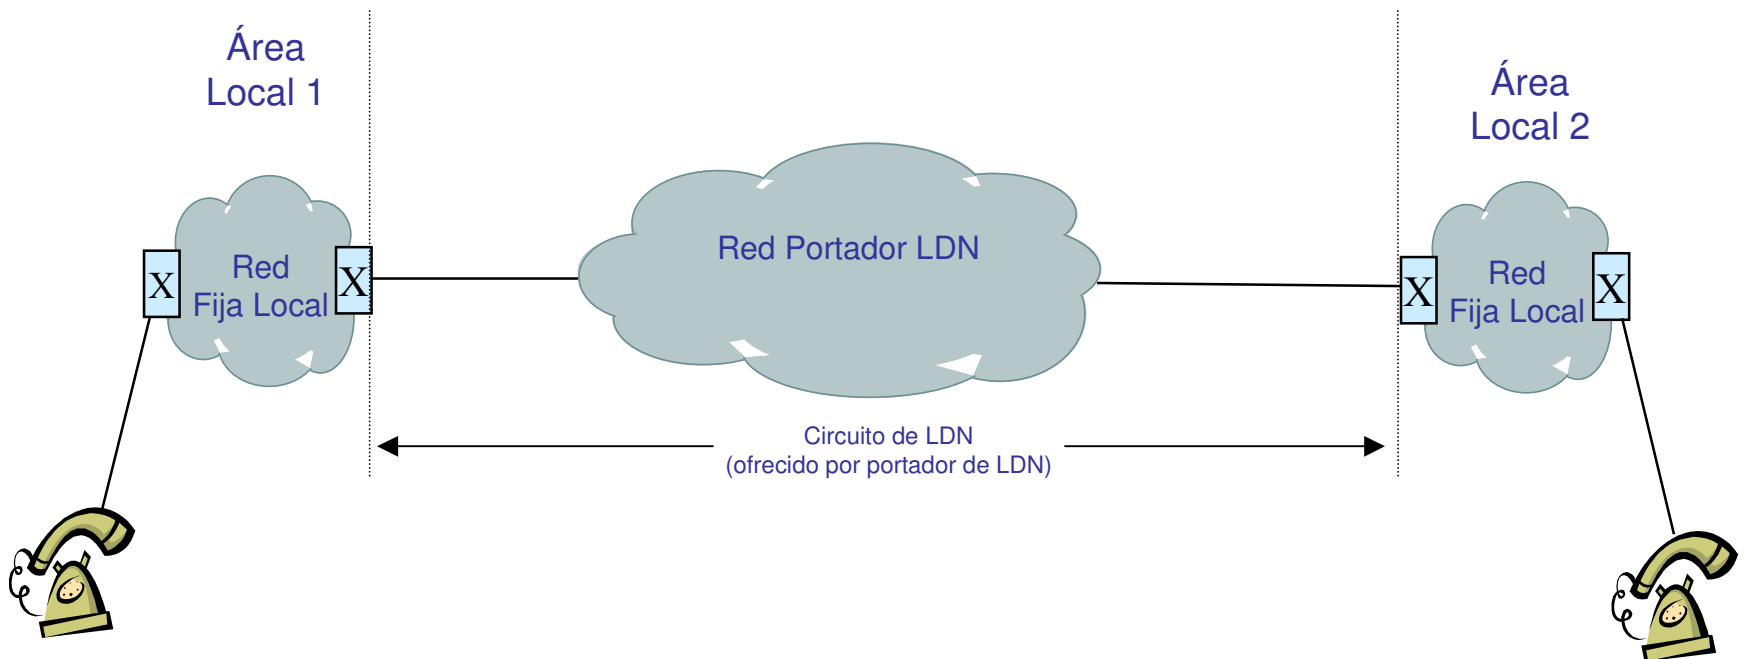 Área
Local 1
Área
Local 2
Red
Fija Local
X
X
Red Portador LDN
X
X
Red
Fija Local
Circuito de LDN
(ofrecido por portador de LDN)